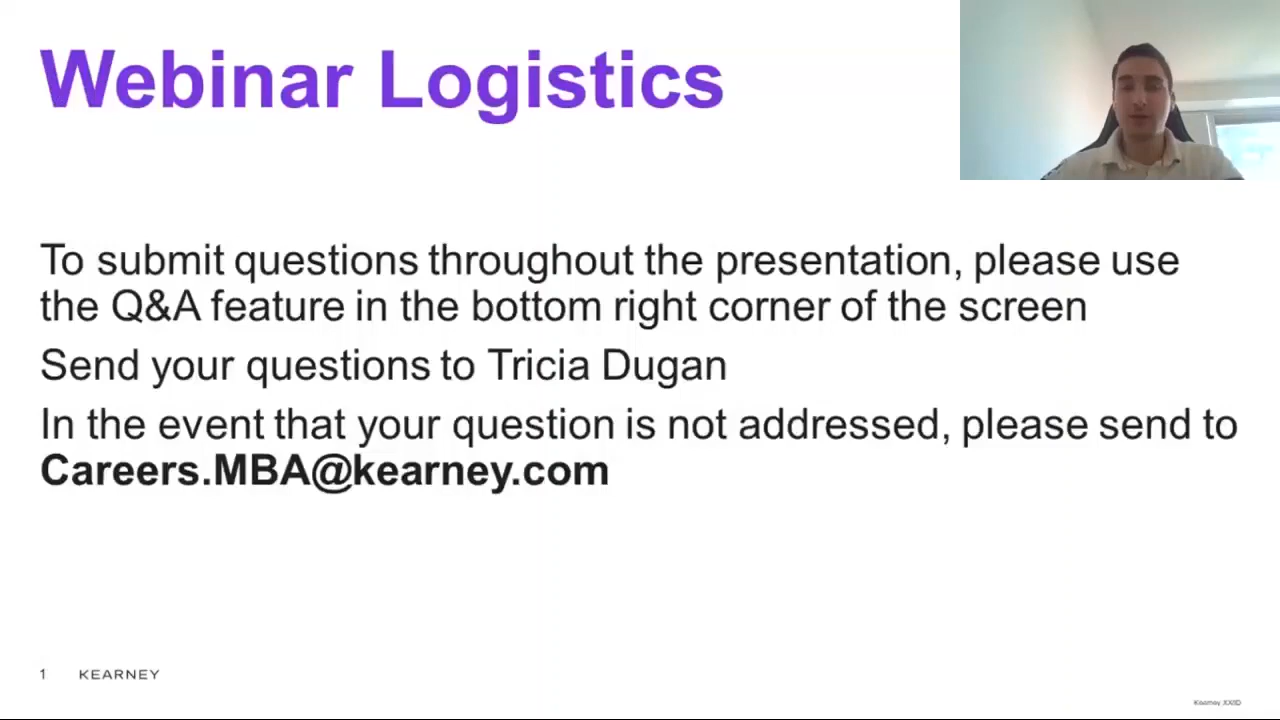 Webinar Logistics
To submit questions throughout the presentation, please use
the Q&A feature in the bottom right corner of the screen
Send your questions to Tricia Dugan
In the event that your question is not addressed, please send to
Careers.MBA@kearney.com
1 KEARNEY
Kearney